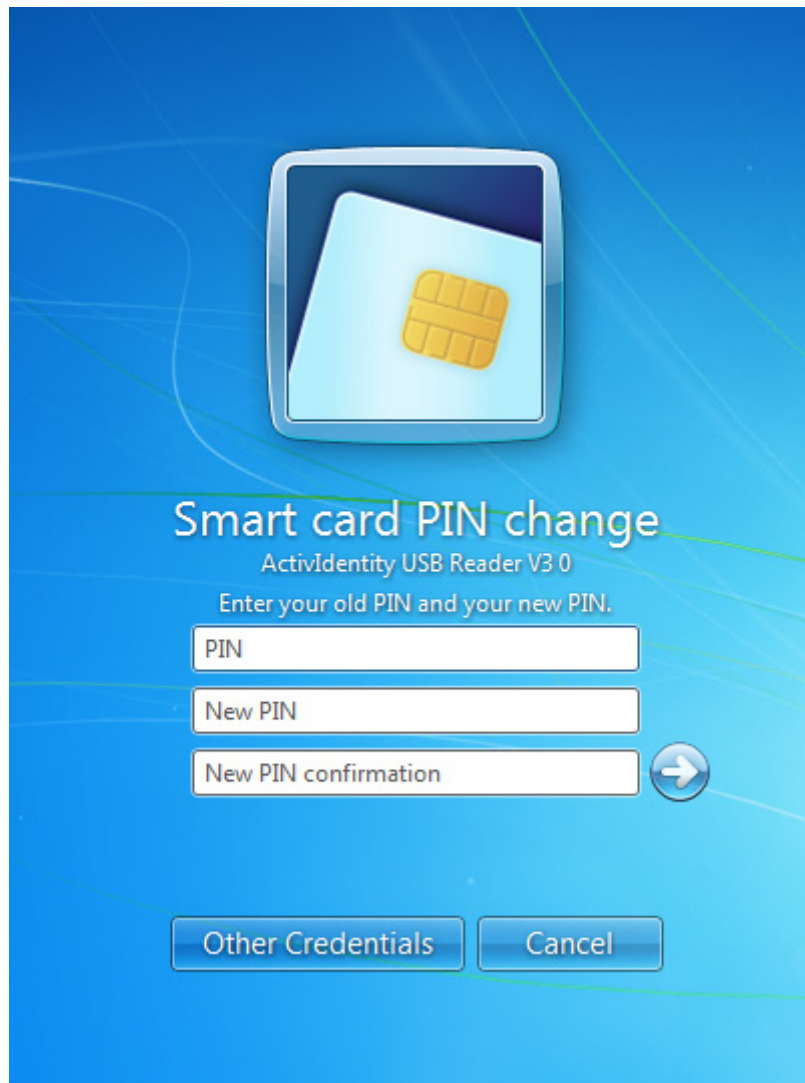 Smart card PIN change
ActivIdentity USB Reader V3 0
Enter your old PIN and your new PIN.
PIN
New PIN
New PIN confirmation
Other Credentials
Cancel